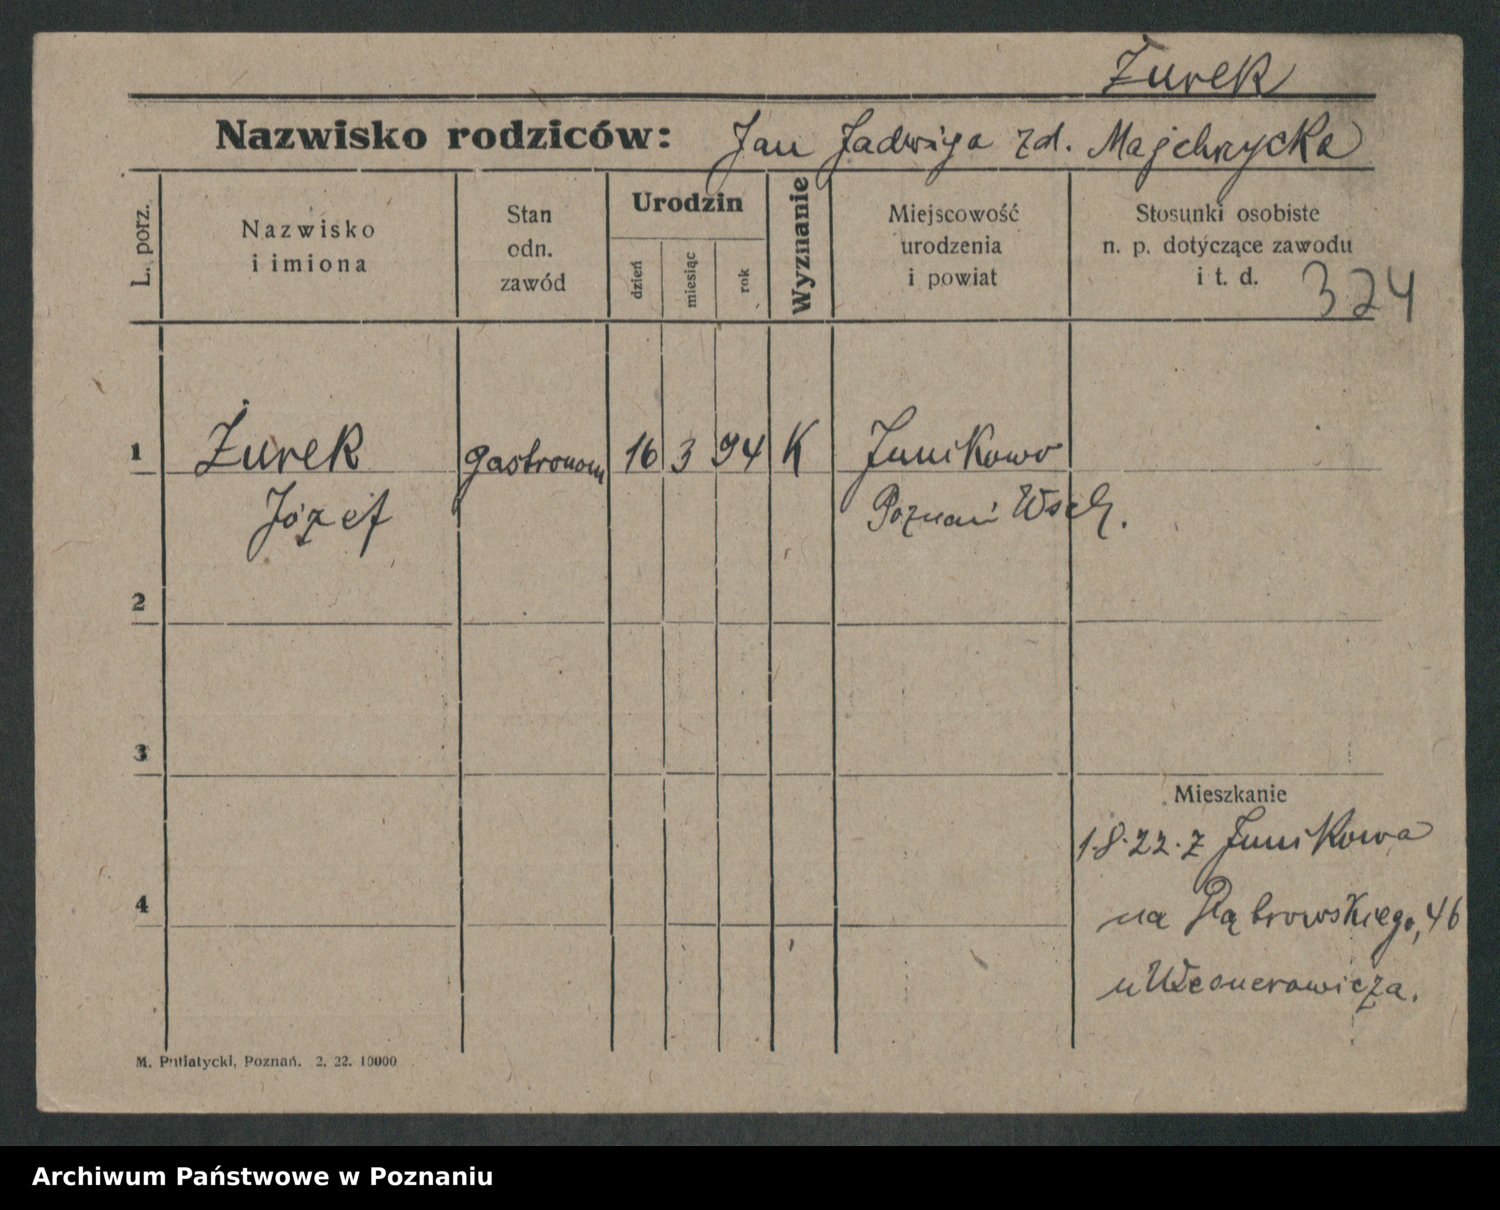 Żurek
Nazwisko rodziców: Jan Jadwiga zd. Majchrzycka
L. porz.
Nazwisko
i imiona
Stan
odn.
zawód
Urodzin
dzień
miesiąc
rok
Wyznanie
Miejscowość
urodzenia
i powiat
Stosunki osobiste
n. p. dotyczące zawodu
i t. d.
324
1 Żurek gastronom 16 3 94 K Junikowo
Józef Poznań Wsch.
2
3
Mieszkanie
1.8.22. z Junikowa
4
na Dąbrowskiego, 46
u
M. Putiatycki, Poznań. 2. 22. 10000
Archiwum Państwowe w Poznaniu